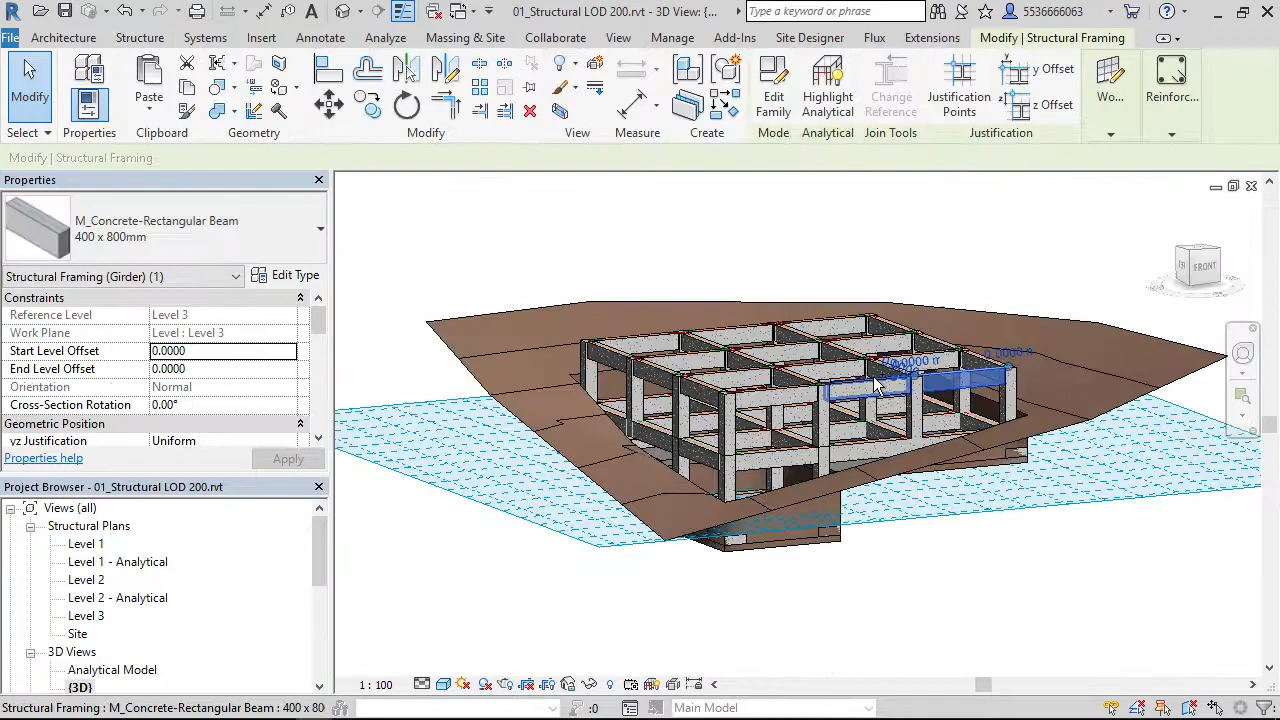 01_Structural LOD 200.rvt - 3D View: {...
Type a keyword or phrase
5536666063
File
Architecture
Structure
Systems
Insert
Annotate
Analyze
Massing & Site
Collaborate
View
Manage
Add-Ins
Site Designer
Flux
Extensions
Modify | Structural Framing
Modify
Paste
Edit
Family
Highlight
Analytical
Change
Reference
Justification
Points
y Offset
z Offset
Wo...
Reinforc...
Select
Properties
Clipboard
Geometry
Modify
View
Measure
Create
Mode
Analytical
Join Tools
Justification
Modify | Structural Framing
Properties
M_Concrete-Rectangular Beam
400 x 800mm
Structural Framing (Girder) (1)
Edit Type
Constraints
Reference Level Level 3
Work Plane Level : Level 3
Start Level Offset 0.0000
End Level Offset 0.0000
Orientation Normal
Cross-Section Rotation 0.00°
Geometric Position
yz Justification Uniform
Properties help
Apply
Project Browser - 01_Structural LOD 200.rvt
Views (all)
Structural Plans
Level 1
Level 1 - Analytical
Level 2
Level 2 - Analytical
Level 3
Site
3D Views
Analytical Model
{3D}
FRONT
0.0000 m
1 : 100
Structural Framing : M_Concrete-Rectangular Beam : 400 x 80
:0
Main Model